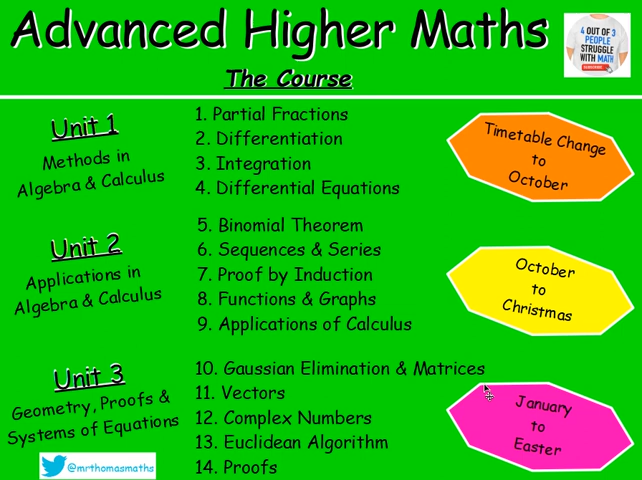 Advanced Higher Maths
4 OUT OF 3
PEOPLE
STRUGGLE
WITH MATH
The Course
Unit 1
Methods in
Algebra & Calculus
1. Partial Fractions
2. Differentiation
3. Integration
4. Differential Equations
Timetable Change
to
October
Unit 2
Applications in
Algebra & Calculus
5. Binomial Theorem
6. Sequences & Series
7. Proof by Induction
8. Functions & Graphs
9. Applications of Calculus
October
to
Christmas
Unit 3
Geometry, Proofs &
Systems of Equations
10. Gaussian Elimination & Matrices
11. Vectors
12. Complex Numbers
13. Euclidean Algorithm
14. Proofs
January
to
Easter
@mrthomasmaths